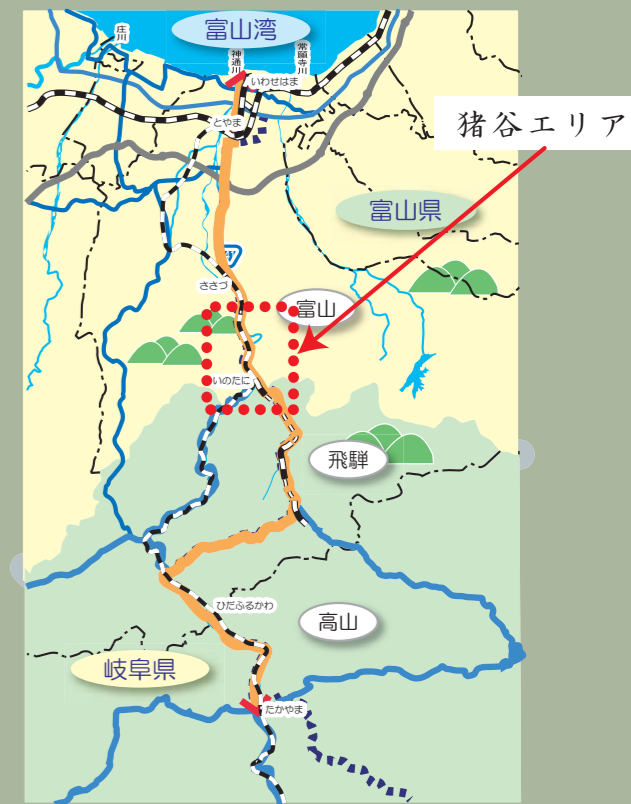 庄川
富山湾
神通川
常願寺川
いわせはま
とやま
猪谷エリア
富山県
ささづ
富山
いのたに
飛騨
ひだふるかわ
高山
岐阜県
たかやま